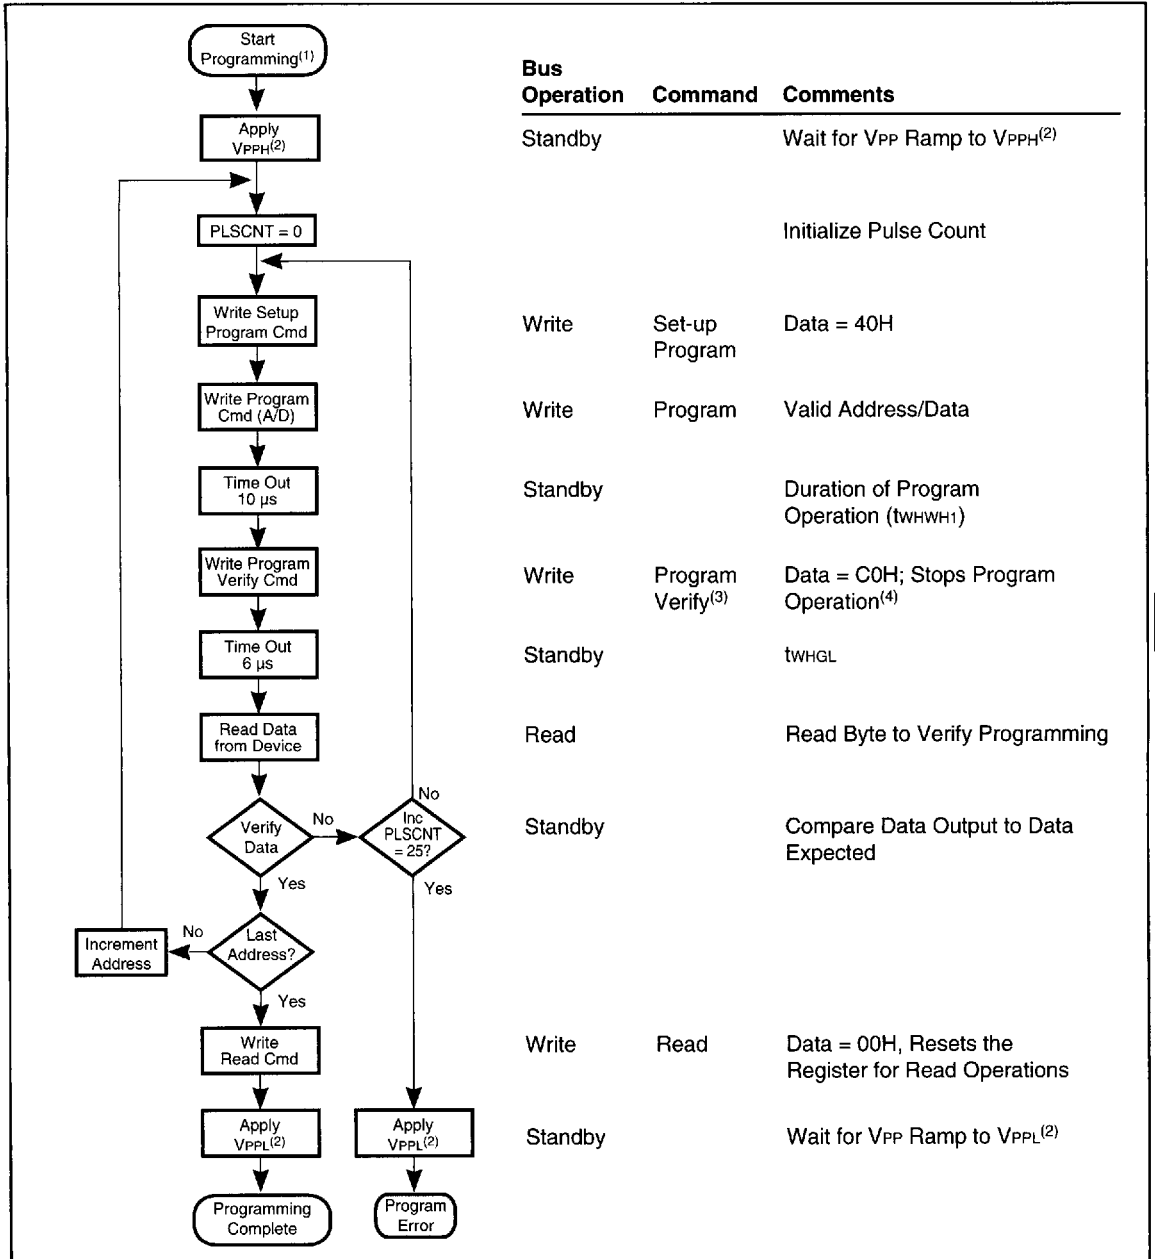 Start
Programming(1)
Apply
VPPH(2)
PLSCNT = 0
Write Setup
Program Cmd
Write Program
Cmd (A/D)
Time Out
10 µs
Write Program
Verify Cmd
Time Out
6 µs
Read Data
from Device
Verify
Data
No
Inc
PLSCNT
= 25?
No
Yes
Yes
Last
Address?
No
Increment
Address
Yes
Write
Read Cmd
Apply
VPPL(2)
Programming
Complete
Apply
VPPL(2)
Program
Error
Bus
Operation Command Comments
Standby Wait for VPP Ramp to VPPH(2)
Initialize Pulse Count
Write Set-up Data = 40H
Program
Write Program Valid Address/Data
Standby Duration of Program
Operation (tWHWH1)
Write Program Data = C0H; Stops Program
Verify(3) Operation(4)
Standby tWHGL
Read Read Byte to Verify Programming
Standby Compare Data Output to Data
Expected
Write Read Data = 00H, Resets the
Register for Read Operations
Standby Wait for VPP Ramp to VPPL(2)